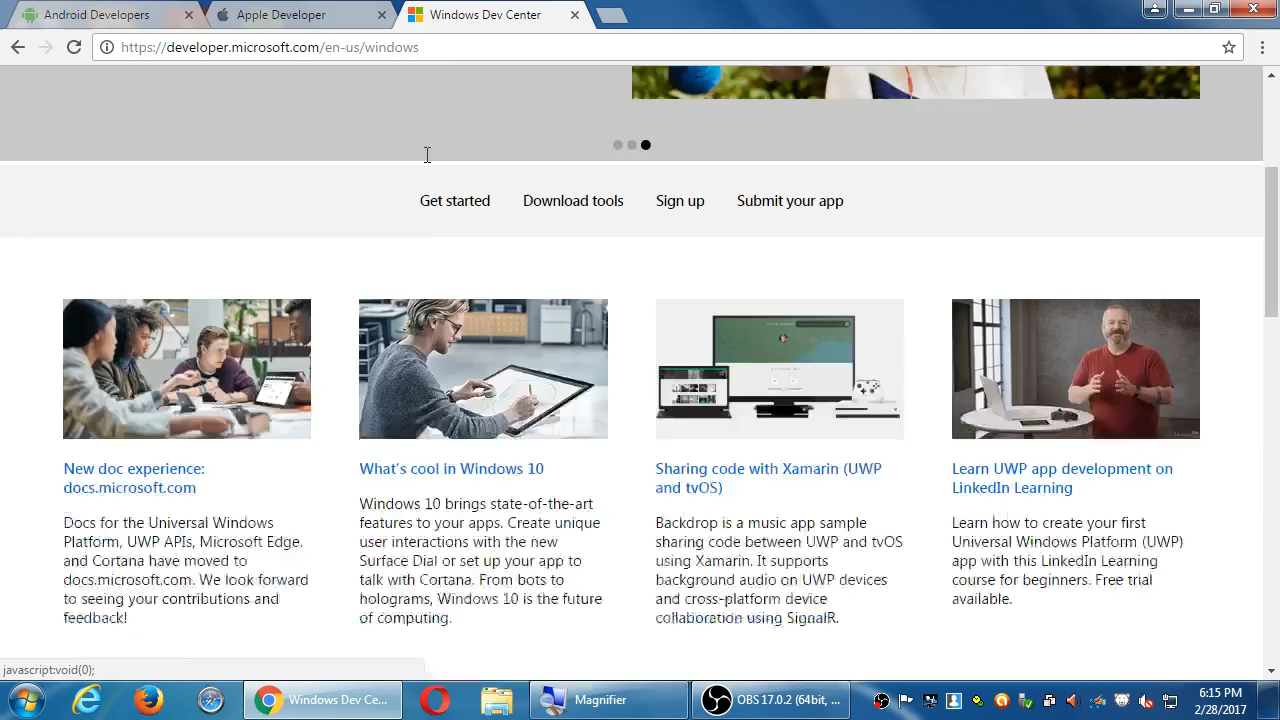 Android Developers
Apple Developer
Windows Dev Center
https://developer.microsoft.com/en-us/windows
Get started
Download tools
Sign up
Submit your app
New doc experience:
docs.microsoft.com
Docs for the Universal Windows
Platform, UWP APIs, Microsoft Edge,
and Cortana have moved to
docs.microsoft.com. We look forward
to seeing your contributions and
feedback!
What's cool in Windows 10
Windows 10 brings state-of-the-art
features to your apps. Create unique
user interactions with the new
Surface Dial or set up your app to
talk with Cortana. From bots to
holograms, Windows 10 is the future
of computing.
Sharing code with Xamarin (UWP
and tvOS)
Backdrop is a music app sample
sharing code between UWP and tvOS
using Xamarin. It supports
background audio on UWP devices
and cross-platform device
collaboration using SignalR.
Learn UWP app development on
LinkedIn Learning
Learn how to create your first
Universal Windows Platform (UWP)
app with this LinkedIn Learning
course for beginners. Free trial
available.
javascript:void(0);
Windows Dev Ce...
Magnifier
OBS 17.0.2 (64bit, ...
6:15 PM
2/28/2017